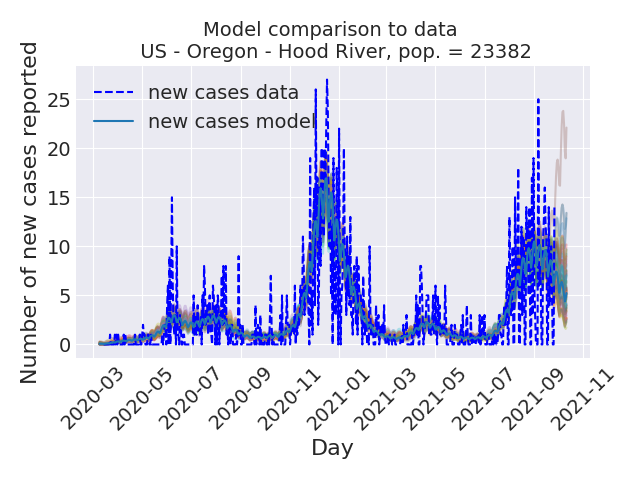 Model comparison to data
US - Oregon - Hood River, pop. = 23382
Number of new cases reported
new cases data
new cases model
25
20
15
10
5
0
2020-03
2020-05
2020-07
2020-09
2020-11
2021-01
2021-03
2021-05
2021-07
2021-09
2021-11
Day